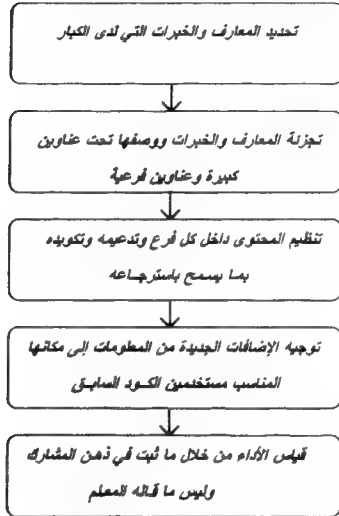 تحديد المعارف والخبرات التي لدى الكبار
تجزئة المعارف والخبرات ووصفها تحت عناوين
كبيرة وعناوين فرعية
تنظيم المحتوى داخل كل فرع وتدعيمه وتكويده
بما يسمح باسترجاعه
توجيه الإضافات الجديدة من المعلومات إلى مكانها
المناسب مستخدمين الكود السابق
قياس الأداء من خلال ما ثبت في ذهن المشارك
وليس ما قاله المعلم